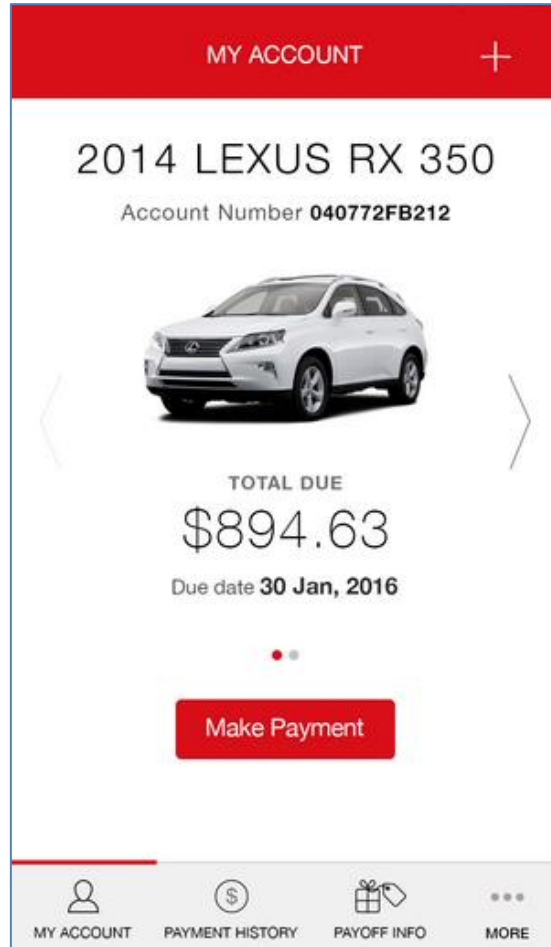 MY ACCOUNT
2014 LEXUS RX 350
Account Number 040772FB212
TOTAL DUE
$894.63
Due date 30 Jan, 2016
Make Payment
MY ACCOUNT
PAYMENT HISTORY
PAYOFF INFO
MORE